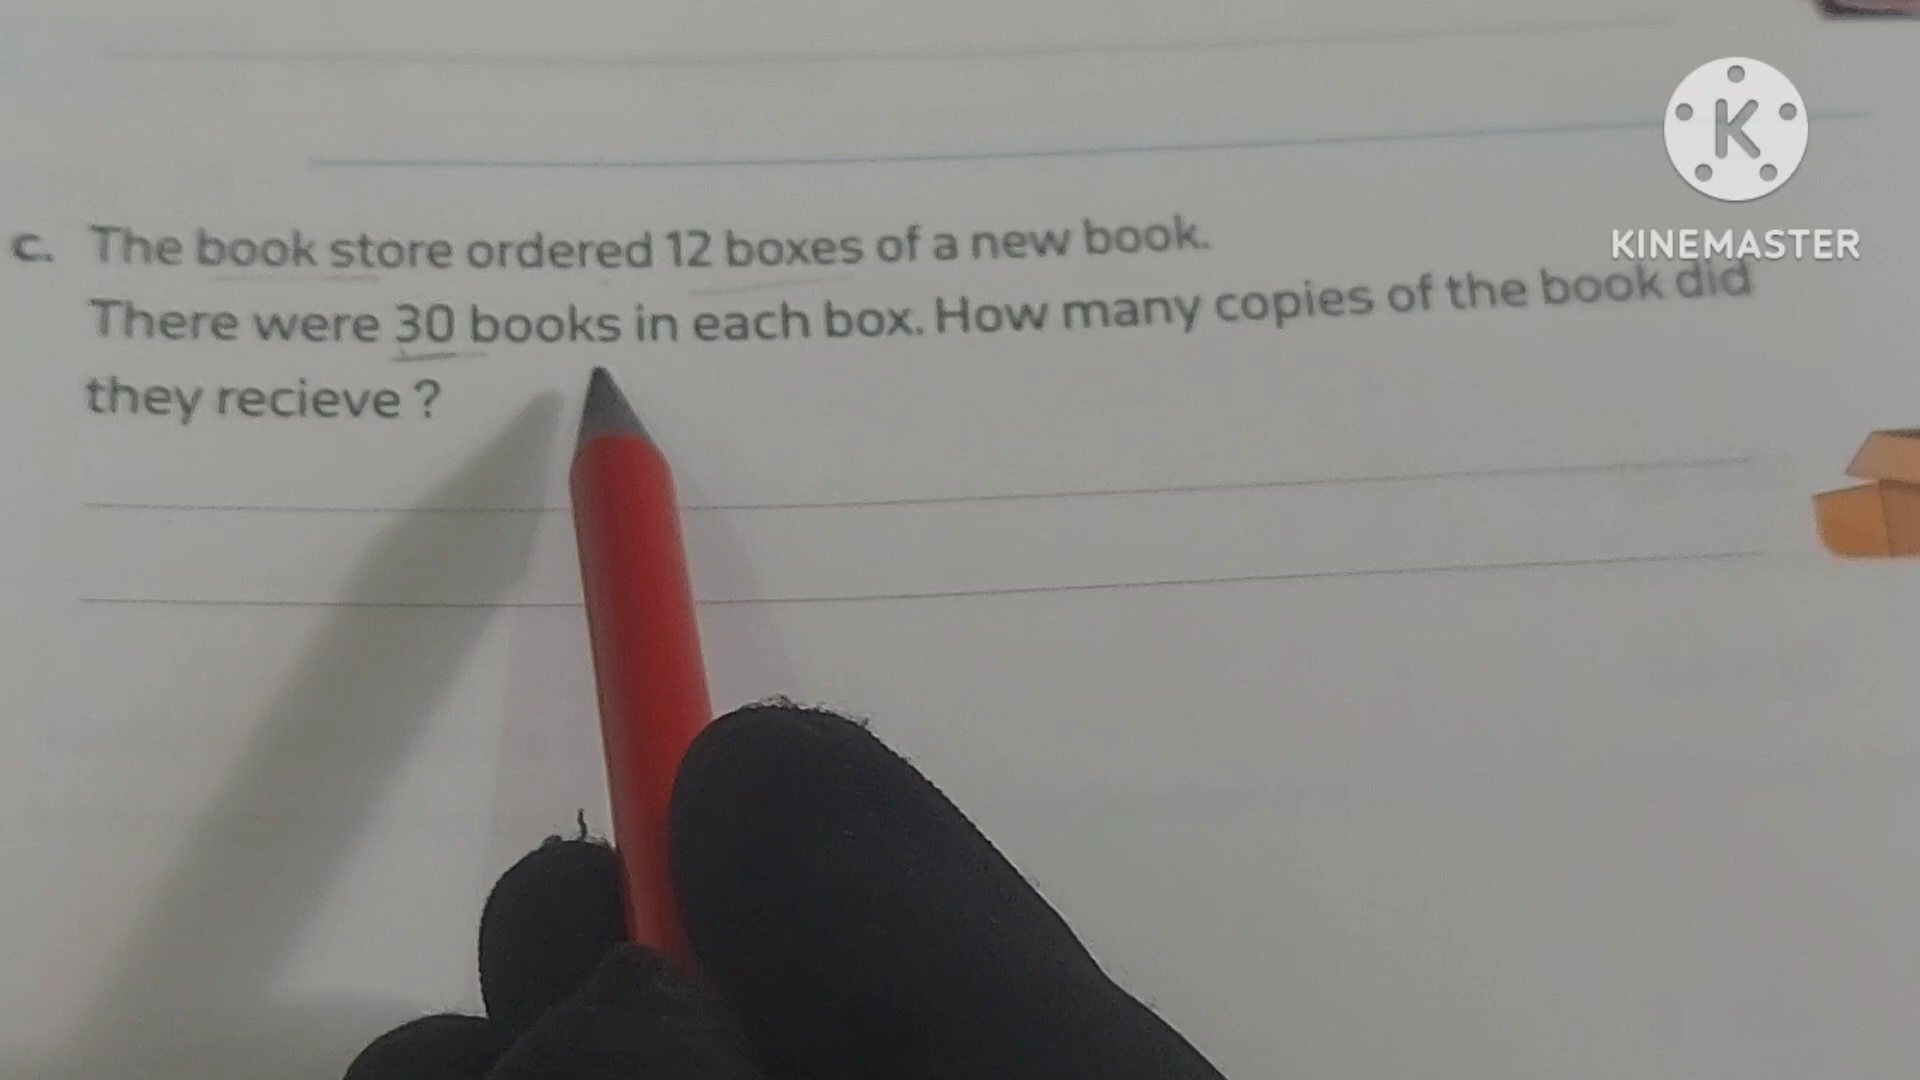 K
KINEMASTER
c. The book store ordered 12 boxes of a new book.
There were 30 books in each box. How many copies of the book did
they recieve ?